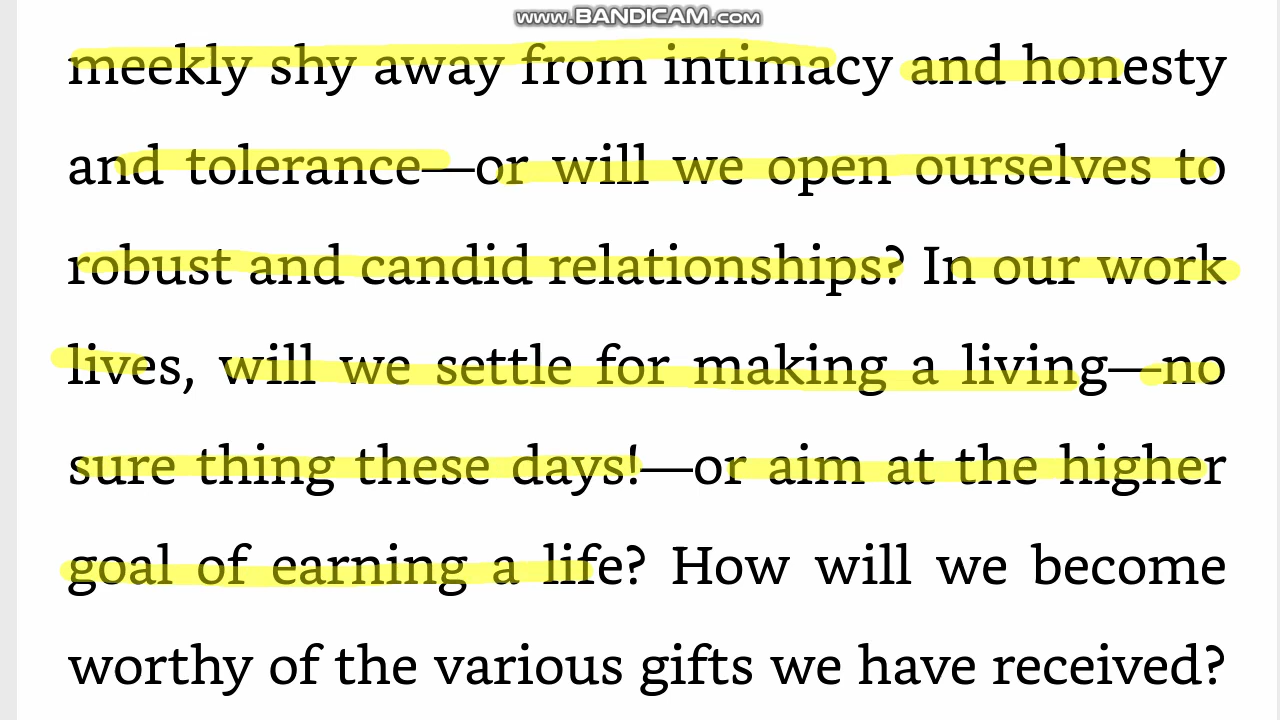 www.BANDICAM.com
meekly shy away from intimacy and honesty
and tolerance—or will we open ourselves to
robust and candid relationships? In our work
lives, will we settle for making a living—no
sure thing these days!—or aim at the higher
goal of earning a life? How will we become
worthy of the various gifts we have received?